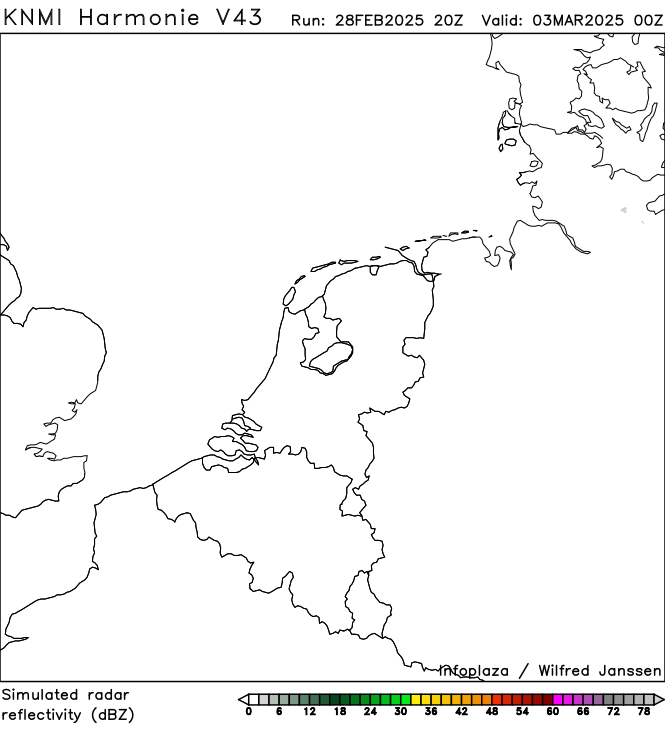 KNMI Harmonie V43 Run: 28FEB2025 20Z Valid: 03MAR2025 00Z
infoplaza / Wilfred Janssen
Simulated radar
reflectivity (dBZ)
0 6 12 18 24 30 36 42 48 54 60 66 72 78